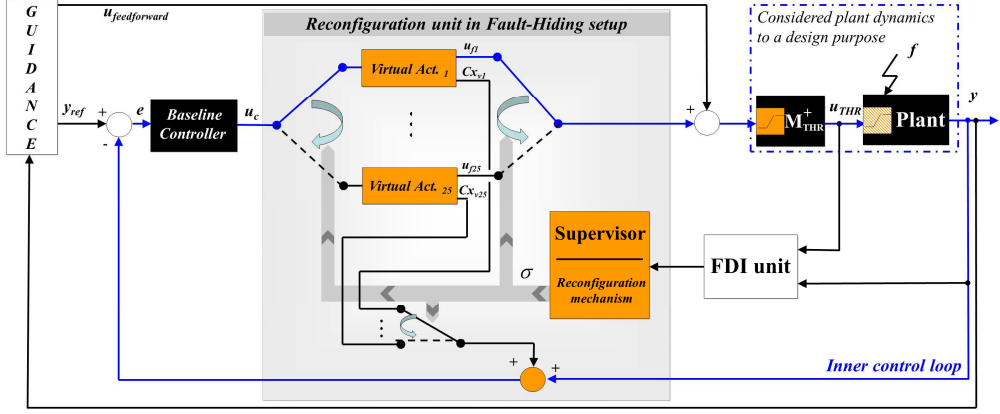 GUIDANCE
u_feedforward
Reconfiguration unit in Fault-Hiding setup
Considered plant dynamics
to a design purpose
f
y_ref
+
-
e
Baseline
Controller
u_c
Virtual Act. 1
u_f1
Cx_v1
⋮
Virtual Act. 25
u_f25
Cx_v25
+
+
M+THR
u_THR
Plant
y
Supervisor
Reconfiguration
mechanism
σ
FDI unit
⋮
+
+
Inner control loop